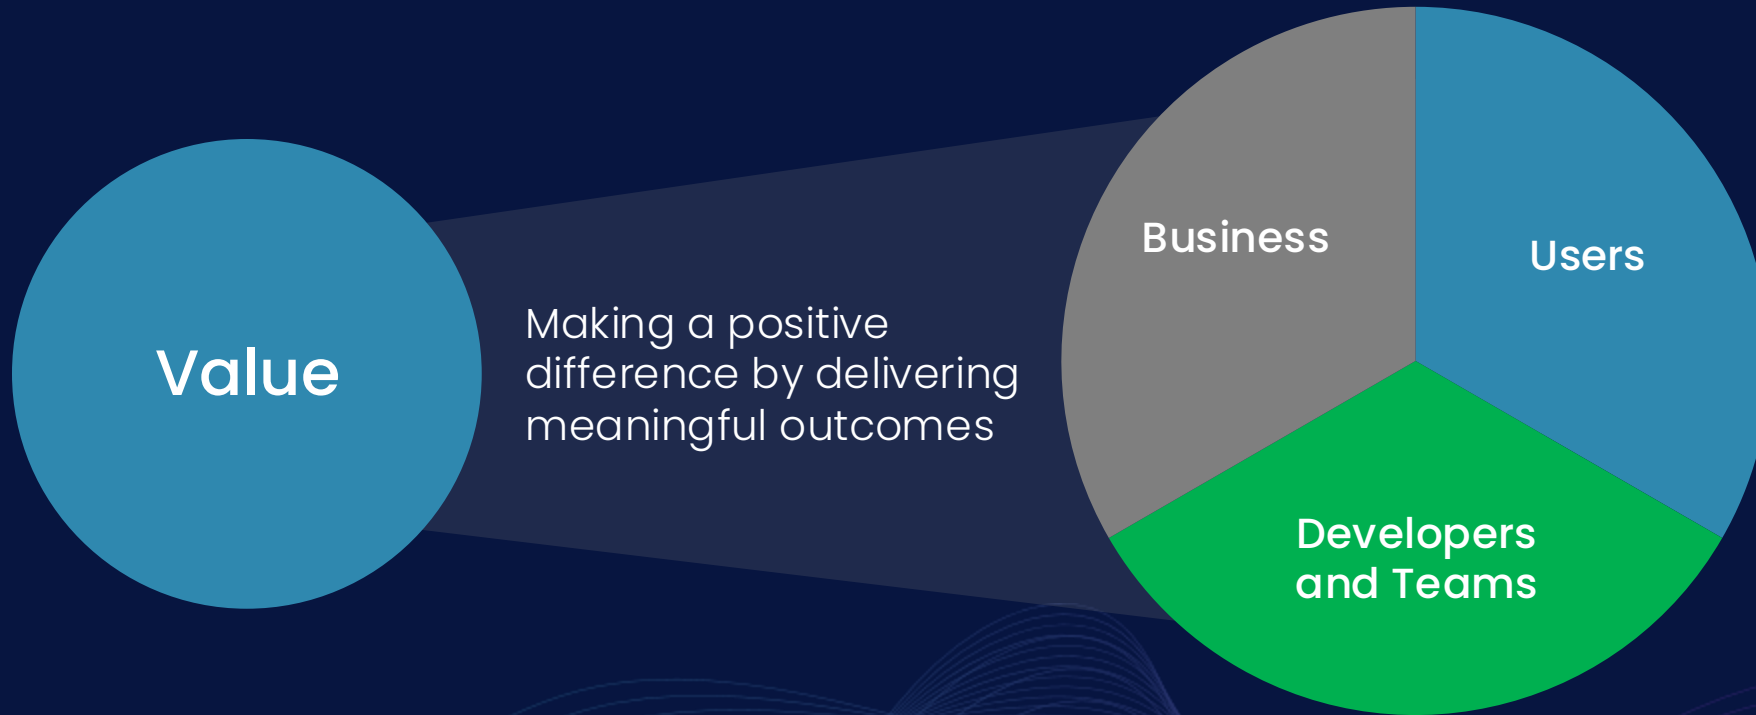 Value
Making a positive
difference by delivering
meaningful outcomes
Business
Users
Developers
and Teams